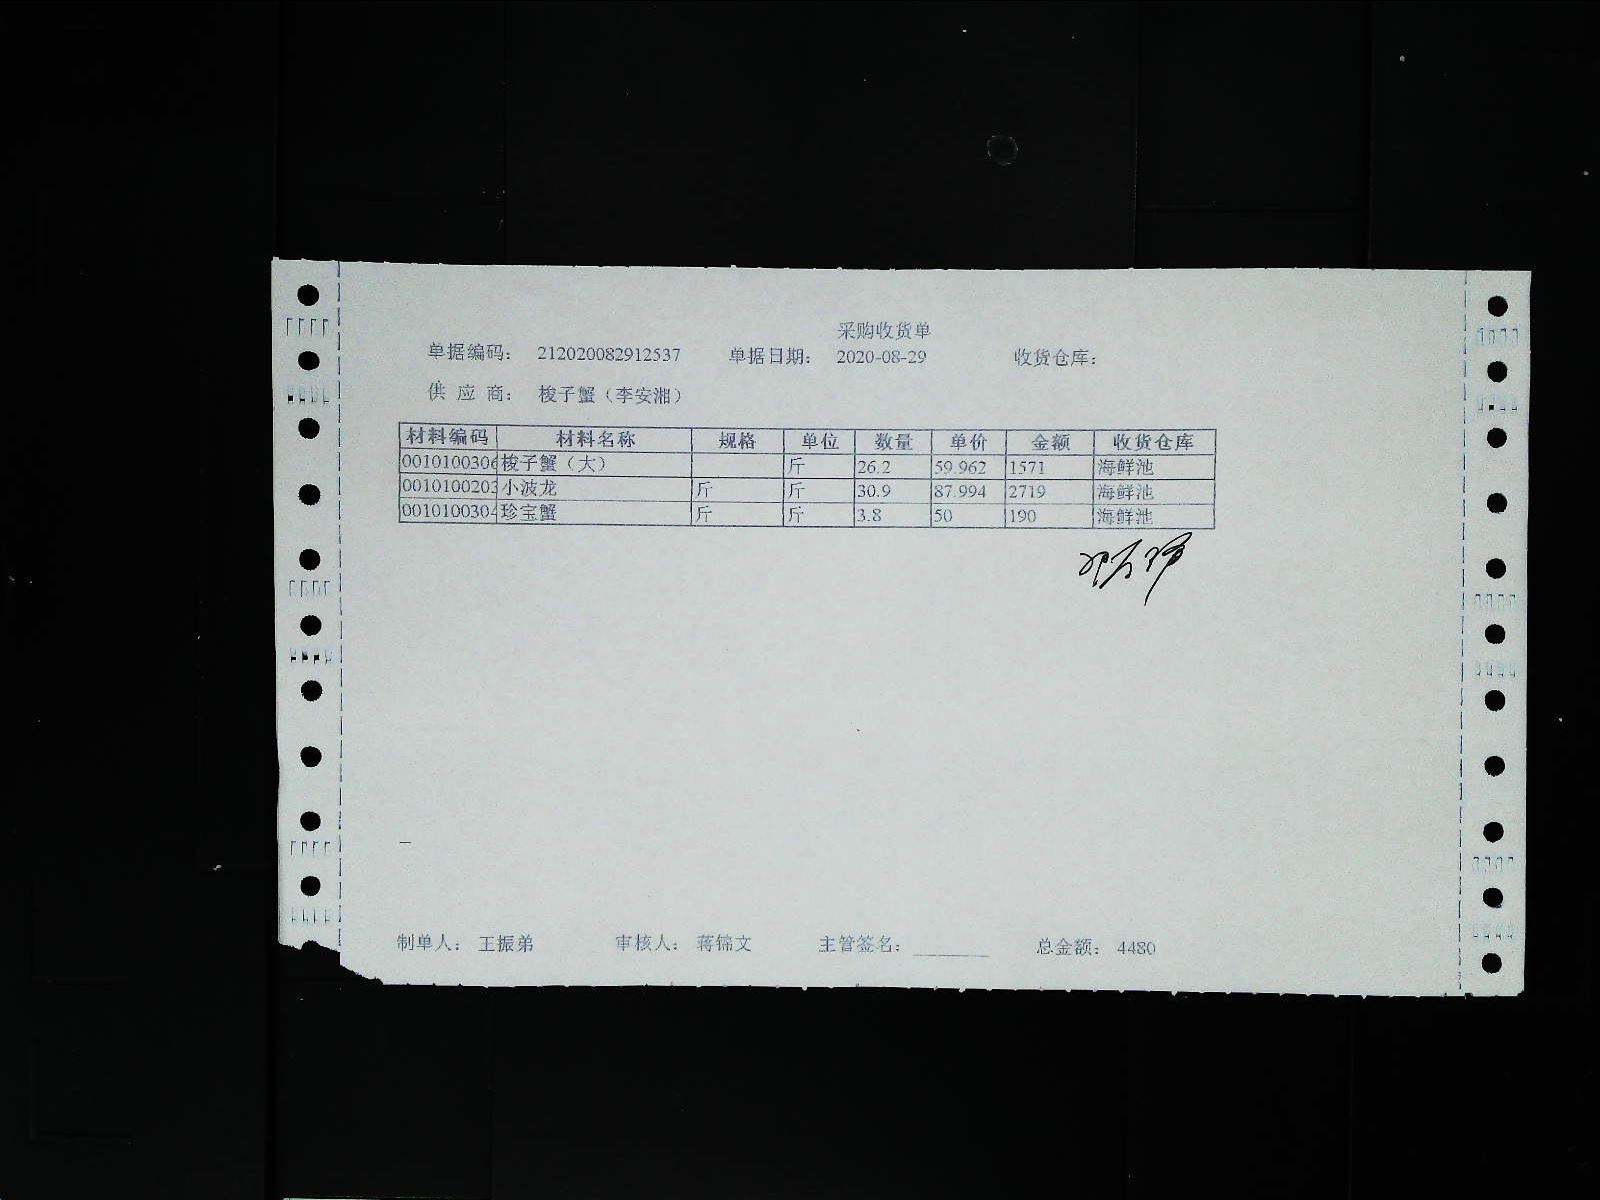 采购收货单
单据编码： 212020082912537 单据日期： 2020-08-29 收货仓库：
供 应 商： 梭子蟹（李安湘）
材料编码 材料名称 规格 单位 数量 单价 金额 收货仓库
0010100306 梭子蟹（大） 斤 26.2 59.962 1571 海鲜池
0010100203 小波龙 斤 斤 30.9 87.994 2719 海鲜池
0010100304 珍宝蟹 斤 斤 3.8 50 190 海鲜池
制单人： 王振弟 审核人： 蒋锦文 主管签名： 总金额： 4480